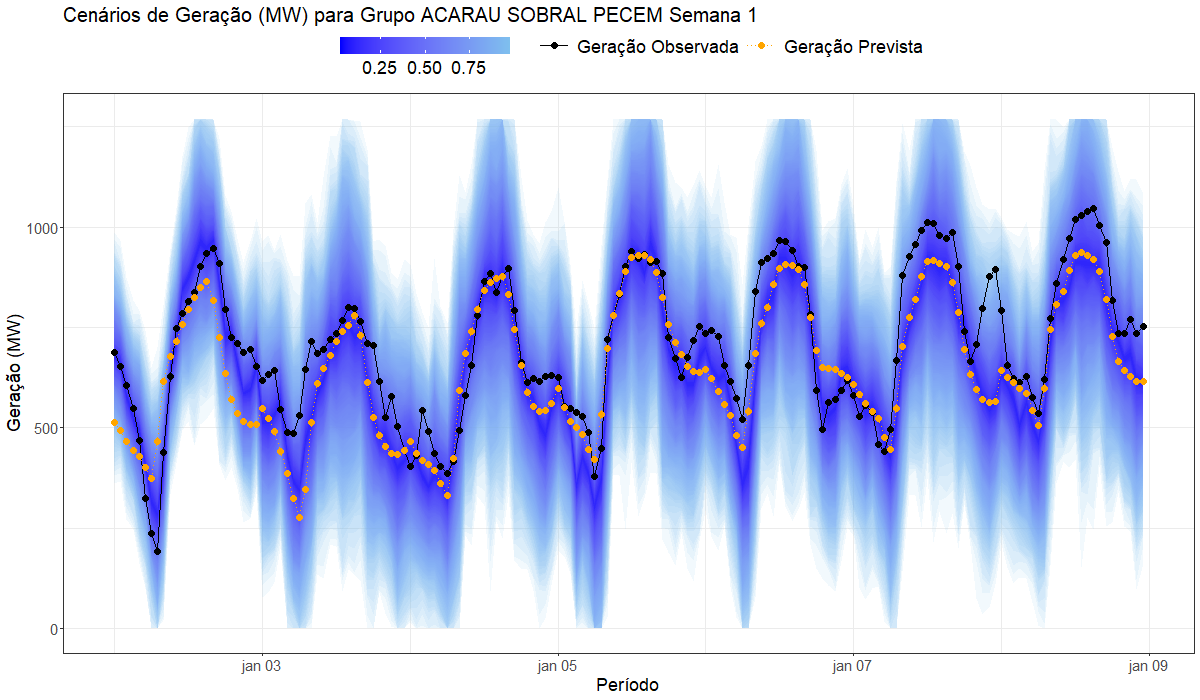 Cenários de Geração (MW) para Grupo ACARAU SOBRAL PECEM Semana 1
0.25 0.50 0.75
Geração Observada
Geração Prevista
Geração (MW)
1000
500
0
jan 03 jan 05 jan 07 jan 09
Período